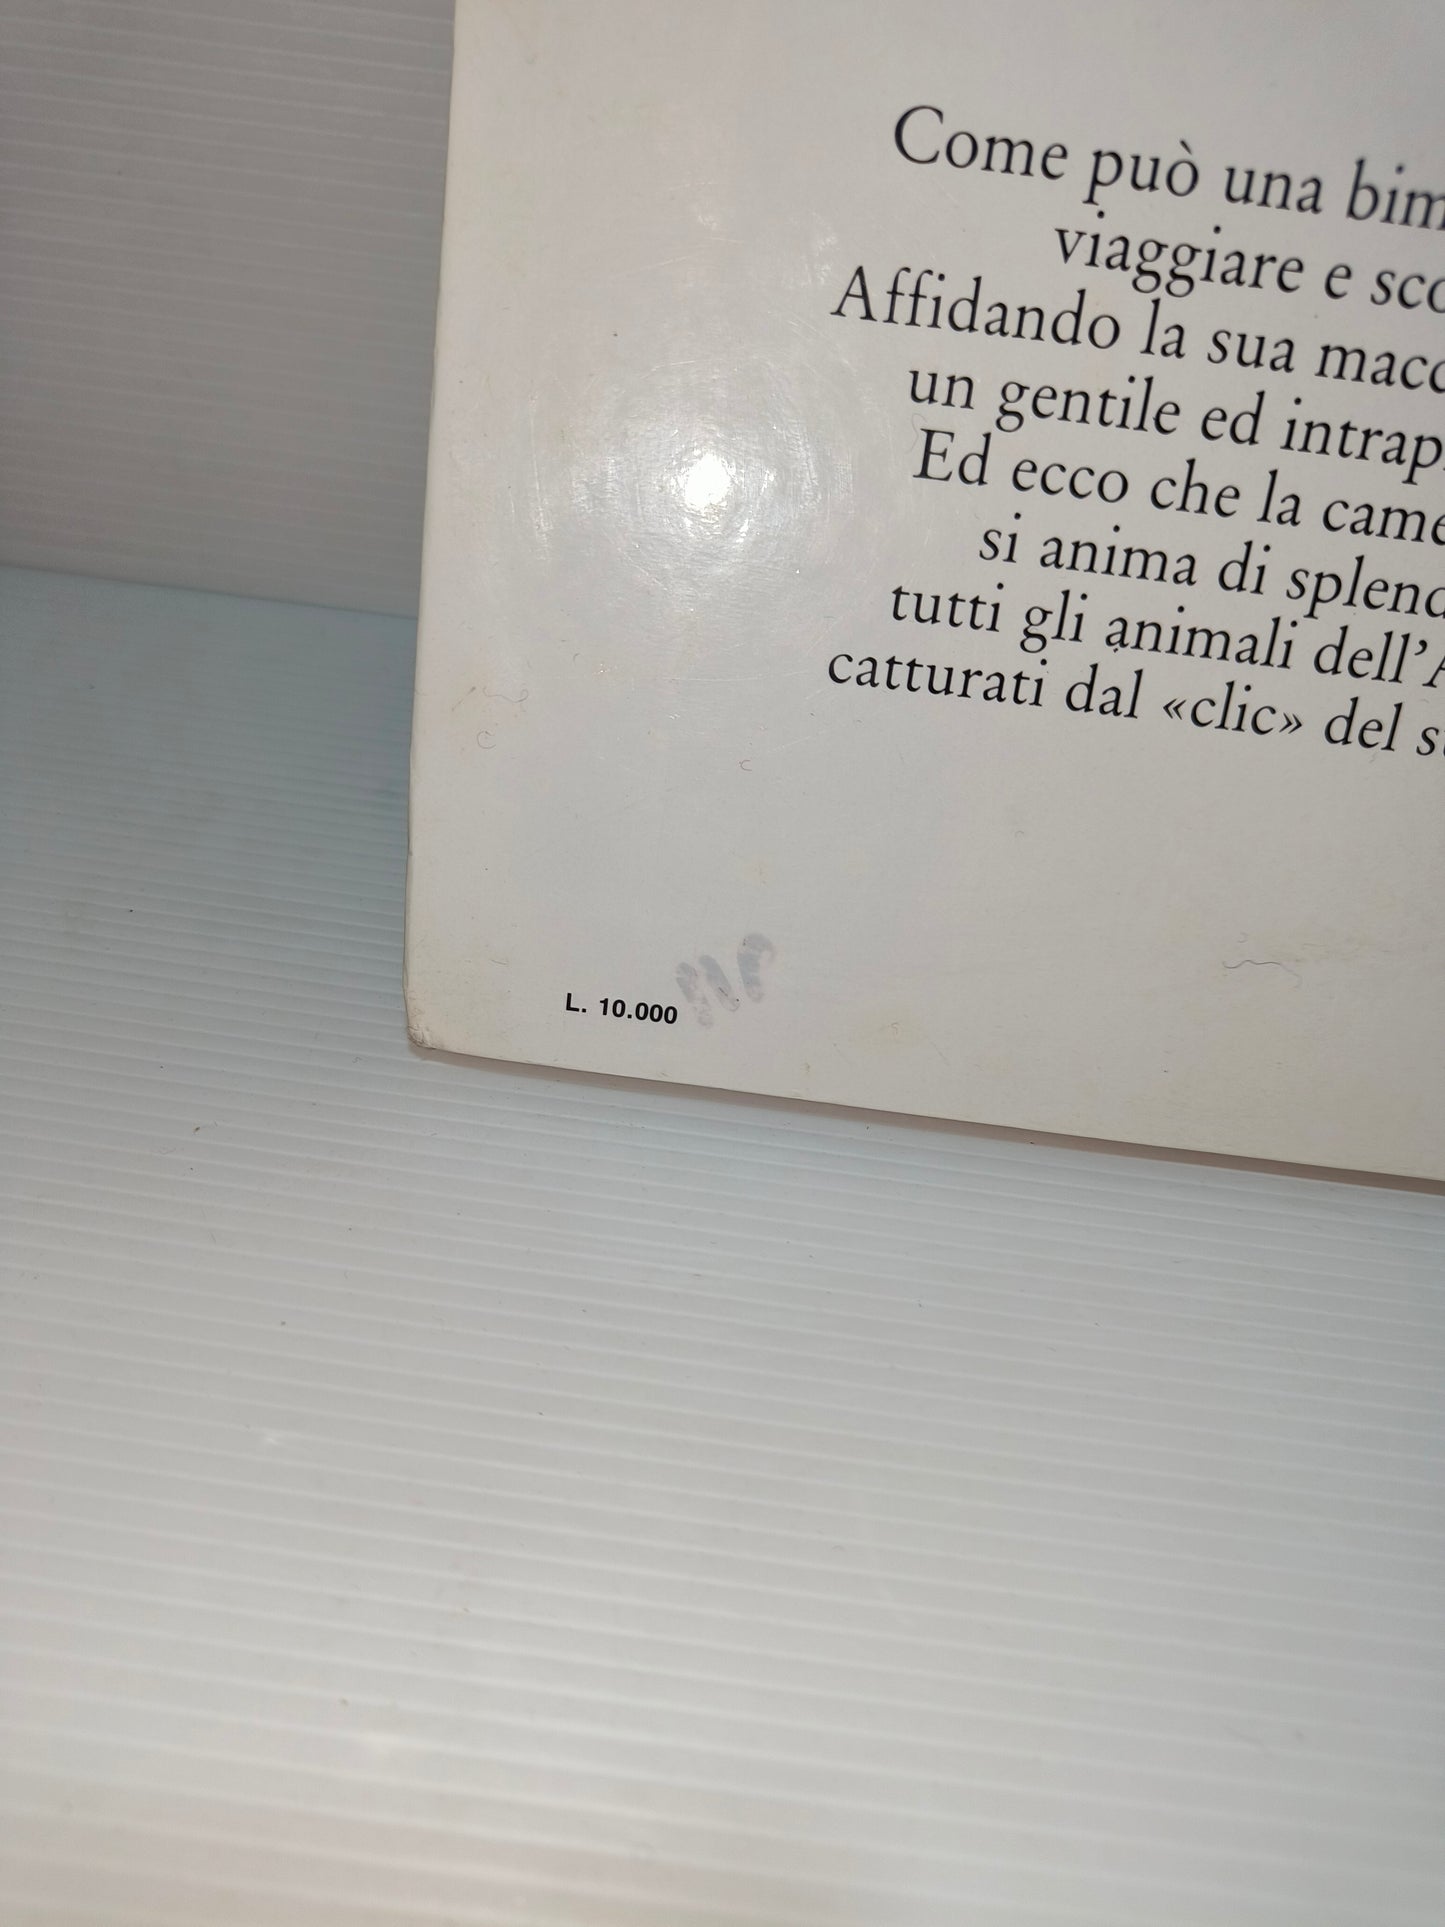 Come può una bim
viaggiare e sco
Affidando la sua macc
un gentile ed intrap
Ed ecco che la came
si anima di splend
tutti gli animali dell'A
catturati dal «clic» del s
L. 10.000